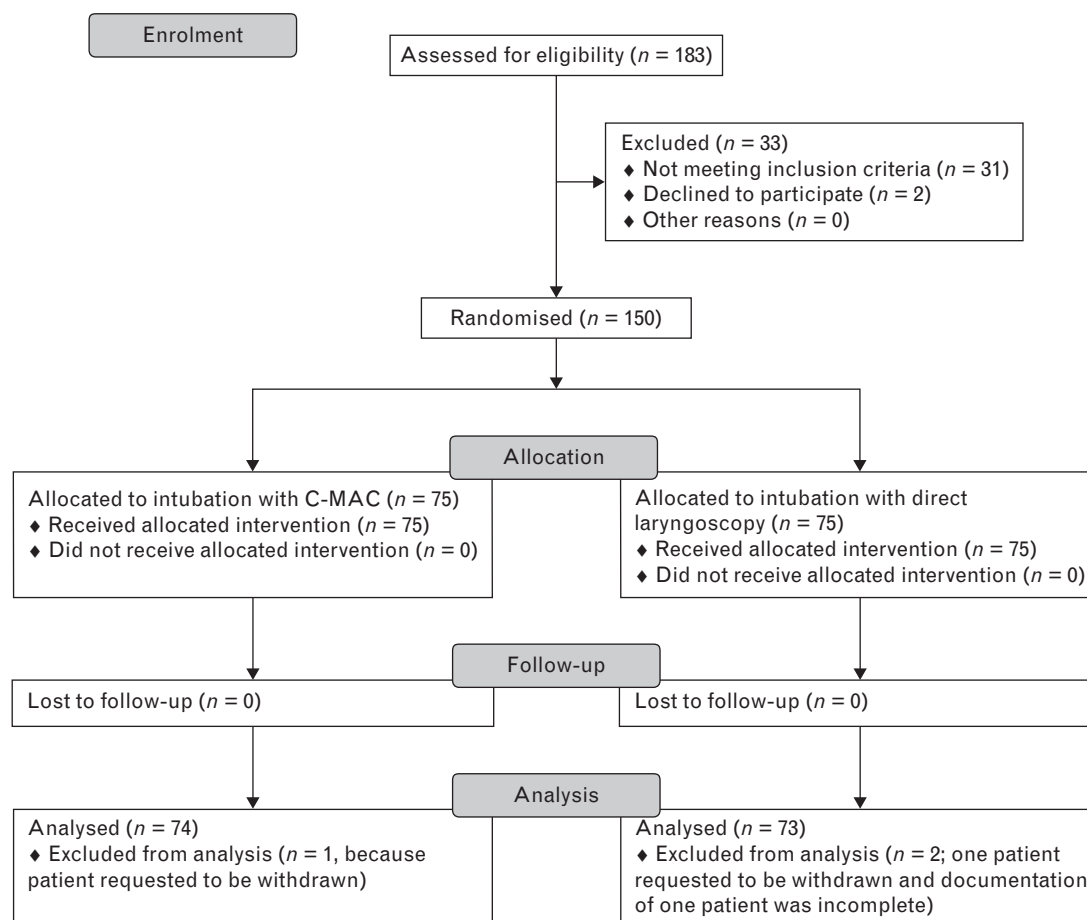 Enrolment
Assessed for eligibility (n = 183)
Excluded (n = 33)
♦ Not meeting inclusion criteria (n = 31)
♦ Declined to participate (n = 2)
♦ Other reasons (n = 0)
Randomised (n = 150)
Allocation
Allocated to intubation with C-MAC (n = 75)
♦ Received allocated intervention (n = 75)
♦ Did not receive allocated intervention (n = 0)
Allocated to intubation with direct
laryngoscopy (n = 75)
♦ Received allocated intervention (n = 75)
♦ Did not receive allocated intervention (n = 0)
Follow-up
Lost to follow-up (n = 0)
Lost to follow-up (n = 0)
Analysis
Analysed (n = 74)
♦ Excluded from analysis (n = 1, because
patient requested to be withdrawn)
Analysed (n = 73)
♦ Excluded from analysis (n = 2; one patient
requested to be withdrawn and documentation
of one patient was incomplete)